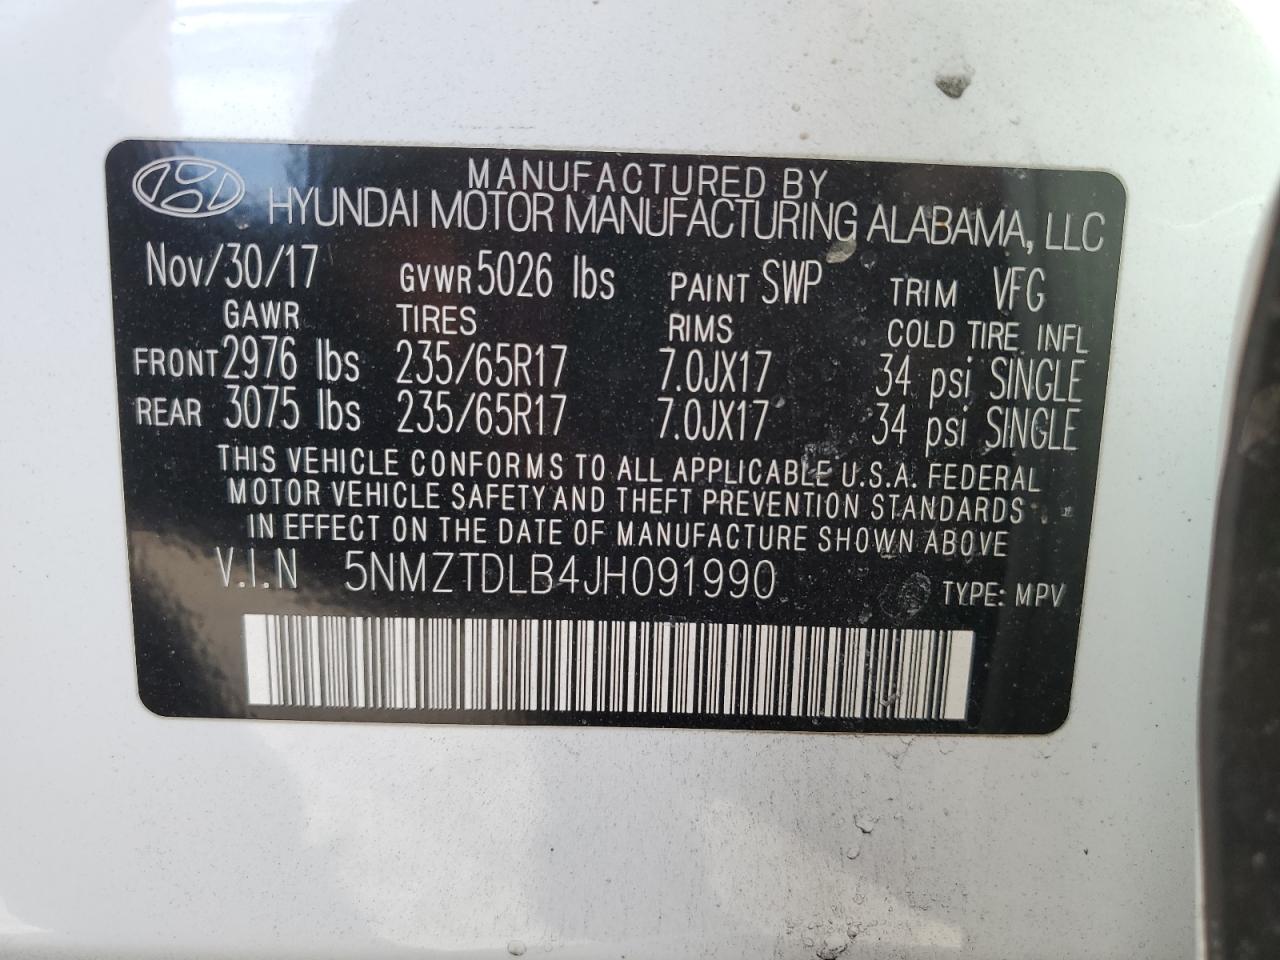 MANUFACTURED BY
HYUNDAI MOTOR MANUFACTURING ALABAMA, LLC
Nov/30/17 GVWR 5026 lbs PAINT SWP TRIM VFG
GAWR TIRES RIMS COLD TIRE INFL
FRONT 2976 lbs 235/65R17 7.0JX17 34 psi SINGLE
REAR 3075 lbs 235/65R17 7.0JX17 34 psi SINGLE
THIS VEHICLE CONFORMS TO ALL APPLICABLE U.S.A. FEDERAL
MOTOR VEHICLE SAFETY AND THEFT PREVENTION STANDARDS
IN EFFECT ON THE DATE OF MANUFACTURE SHOWN ABOVE
V.I.N 5NMZTDLB4JH091990 TYPE: MPV